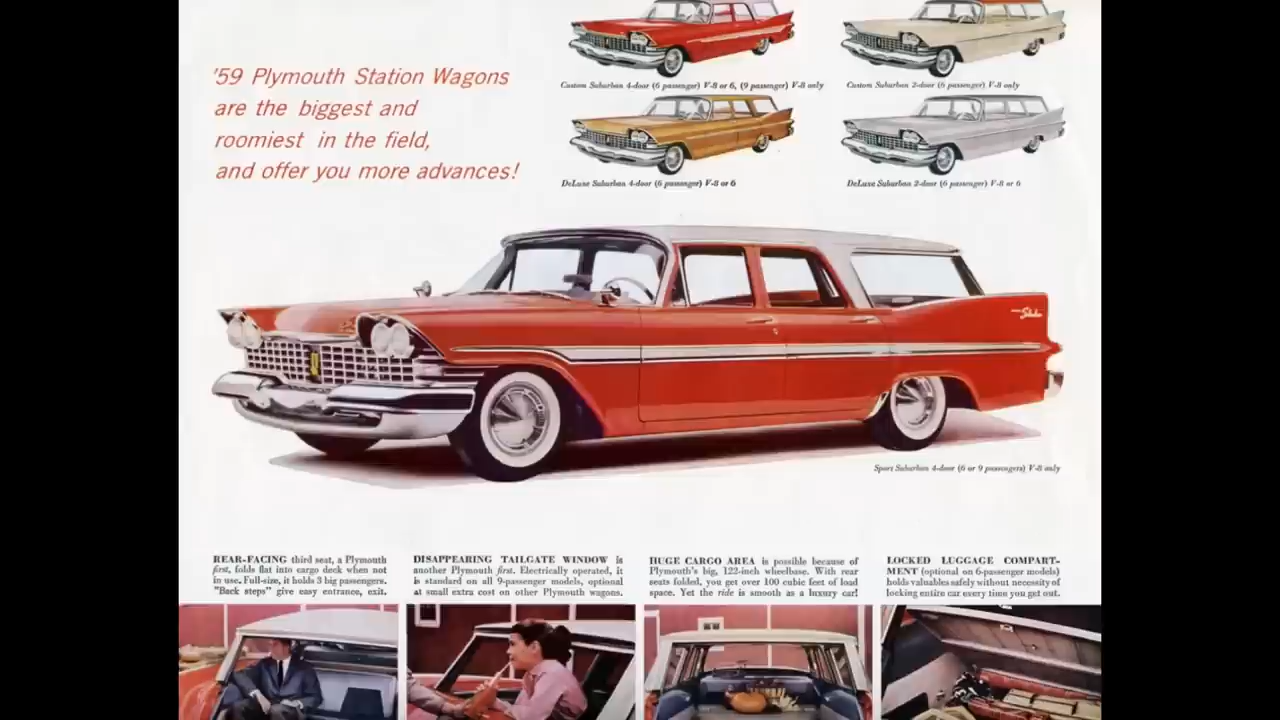 '59 Plymouth Station Wagons
are the biggest and
roomiest in the field,
and offer you more advances!
Custom Suburban 4-door (6 passenger) V-8 or 6, (9 passenger) V-8 only
Custom Suburban 2-door (6 passenger) V-8 only
DeLuxe Suburban 4-door (6 passenger) V-8 or 6
DeLuxe Suburban 2-door (6 passenger) V-8 or 6
Sport Suburban 4-door (6 or 9 passengers) V-8 only
REAR-FACING third seat, a Plymouth
first, folds flat into cargo deck when not
in use. Full-size, it holds 3 big passengers.
"Back steps" give easy entrance, exit.
DISAPPEARING TAILGATE WINDOW is
another Plymouth first. Electrically operated, it
is standard on all 9-passenger models, optional
at small extra cost on other Plymouth wagons.
HUGE CARGO AREA is possible because of
Plymouth's big, 122-inch wheelbase. With rear
seats folded, you get over 100 cubic feet of load
space. Yet the ride is smooth as a luxury car!
LOCKED LUGGAGE COMPART-
MENT (optional on 6-passenger models)
holds valuables safely without necessity of
locking entire car every time you get out.